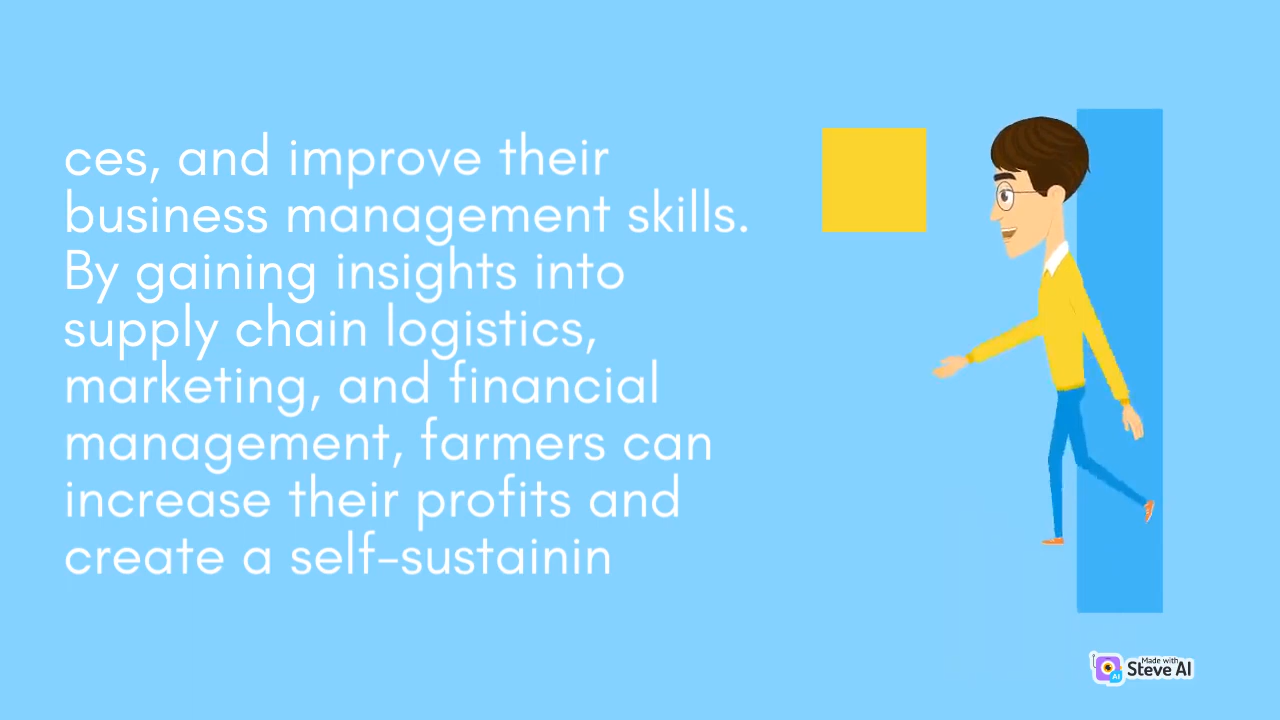 ces, and improve their
business management skills.
By gaining insights into
supply chain logistics,
marketing, and financial
management, farmers can
increase their profits and
create a self-sustainin
Made with
Steve AI
AI